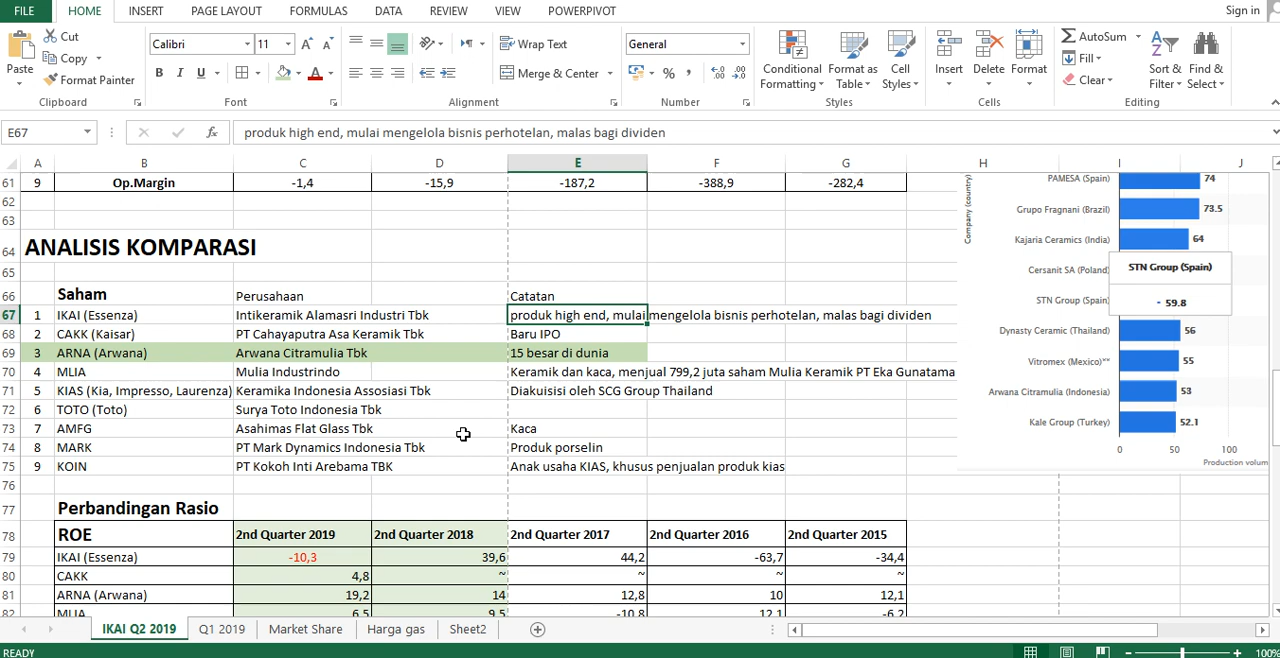 FILE HOME INSERT PAGE LAYOUT FORMULAS DATA REVIEW VIEW POWERPIVOT Sign in
Paste
Cut
Copy
Format Painter
Clipboard
Calibri 11
B I U
Font
Wrap Text
Merge & Center
Alignment
General
%
Number
Conditional Formatting
Format as Table
Cell Styles
Styles
Insert Delete Format
Cells
AutoSum
Fill
Clear
Sort & Filter
Find & Select
Editing
E67 fx produk high end, mulai mengelola bisnis perhotelan, malas bagi dividen
A B C D E F G H I J
61 9 Op.Margin -1,4 -15,9 -187,2 -388,9 -282,4
62
63
64 ANALISIS KOMPARASI
65
66 Saham Perusahaan Catatan
67 1 IKAI (Essenza) Intikeramik Alamasri Industri Tbk produk high end, mulai mengelola bisnis perhotelan, malas bagi dividen
68 2 CAKK (Kaisar) PT Cahayaputra Asa Keramik Tbk Baru IPO
69 3 ARNA (Arwana) Arwana Citramulia Tbk 15 besar di dunia
70 4 MLIA Mulia Industrindo Keramik dan kaca, menjual 799,2 juta saham Mulia Keramik PT Eka Gunatama
71 5 KIAS (Kia, Impresso, Laurenza) Keramika Indonesia Assosiasi Tbk Diakuisisi oleh SCG Group Thailand
72 6 TOTO (Toto) Surya Toto Indonesia Tbk
73 7 AMFG Asahimas Flat Glass Tbk Kaca
74 8 MARK PT Mark Dynamics Indonesia Tbk Produk porselin
75 9 KOIN PT Kokoh Inti Arebama TBK Anak usaha KIAS, khusus penjualan produk kias
76
77 Perbandingan Rasio
78 ROE 2nd Quarter 2019 2nd Quarter 2018 2nd Quarter 2017 2nd Quarter 2016 2nd Quarter 2015
79 IKAI (Essenza) -10,3 39,6 44,2 -63,7 -34,4
80 CAKK 4,8 ~ ~ ~ ~
81 ARNA (Arwana) 19,2 14 12,8 10 12,1
82 MLIA 6,5 9,5 -10,8 12,1 -6,2
Company (country)
PAMESA (Spain) 74
Grupo Fragnani (Brazil) 73.5
Kajaria Ceramics (India) 64
Cersanit SA (Poland)
STN Group (Spain)
STN Group (Spain)
- 59.8
Dynasty Ceramic (Thailand) 56
Vitromex (Mexico)** 55
Arwana Citramulia (Indonesia) 53
Kale Group (Turkey) 52.1
0 50 100
Production volum
IKAI Q2 2019 Q1 2019 Market Share Harga gas Sheet2
READY 100%